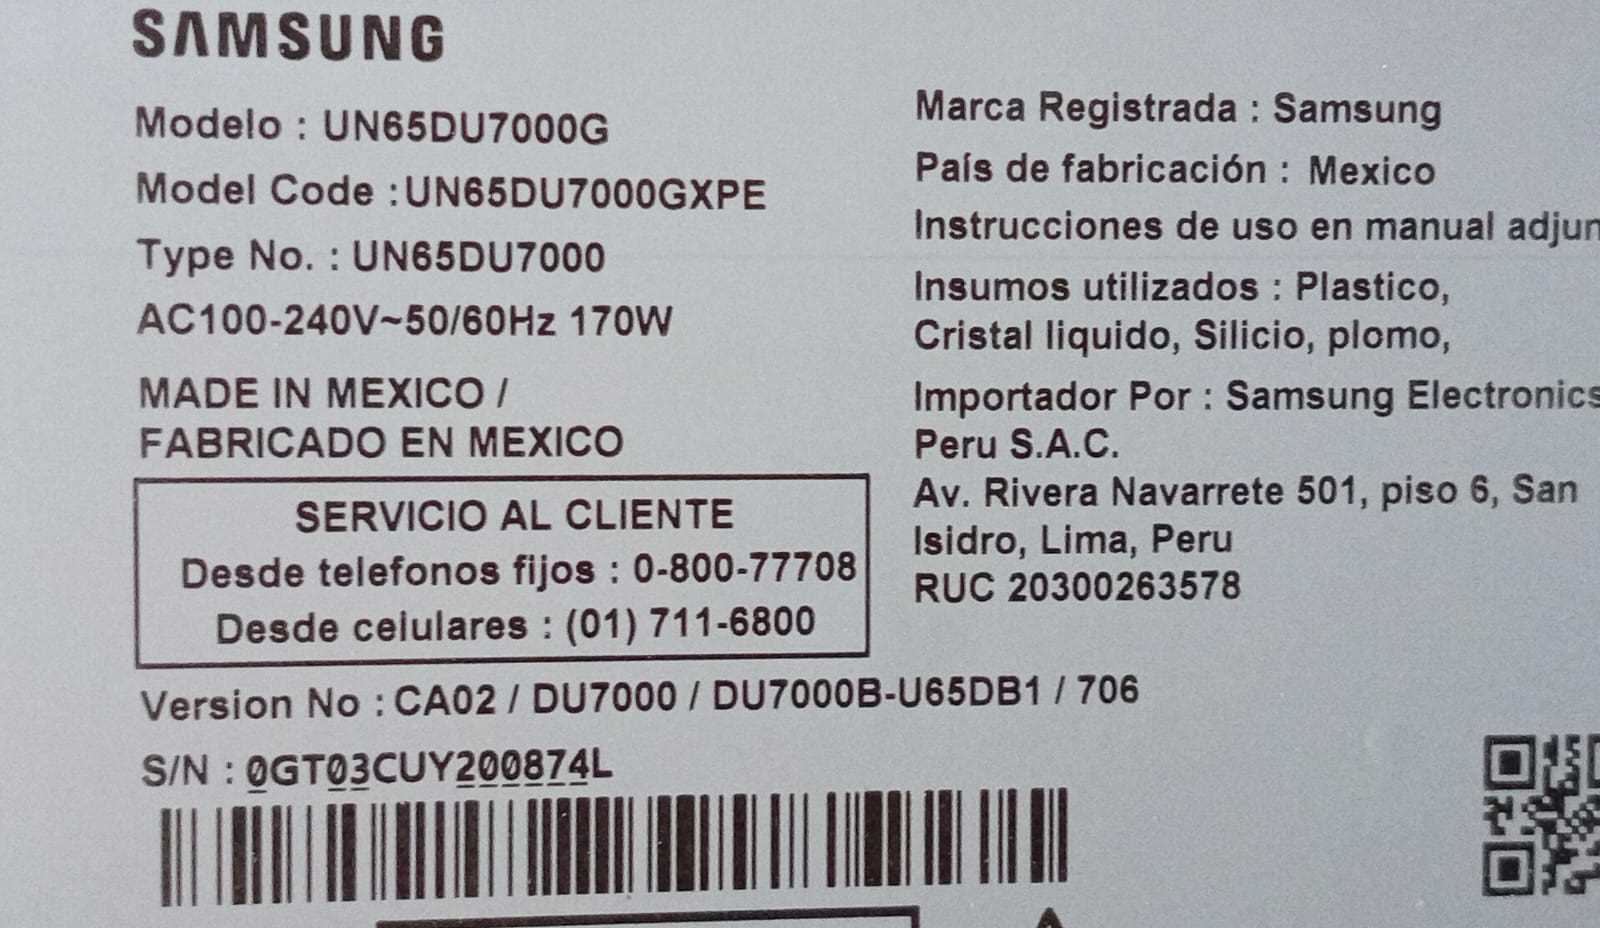 SAMSUNG
Modelo : UN65DU7000G
Model Code :UN65DU7000GXPE
Type No. : UN65DU7000
AC100-240V~50/60Hz 170W
MADE IN MEXICO /
FABRICADO EN MEXICO
SERVICIO AL CLIENTE
Desde telefonos fijos : 0-800-77708
Desde celulares : (01) 711-6800
Marca Registrada : Samsung
País de fabricación : Mexico
Instrucciones de uso en manual adjun
Insumos utilizados : Plastico,
Cristal liquido, Silicio, plomo,
Importador Por : Samsung Electronics
Peru S.A.C.
Av. Rivera Navarrete 501, piso 6, San
Isidro, Lima, Peru
RUC 20300263578
Version No : CA02 / DU7000 / DU7000B-U65DB1 / 706
S/N : 0GT03CUY200874L